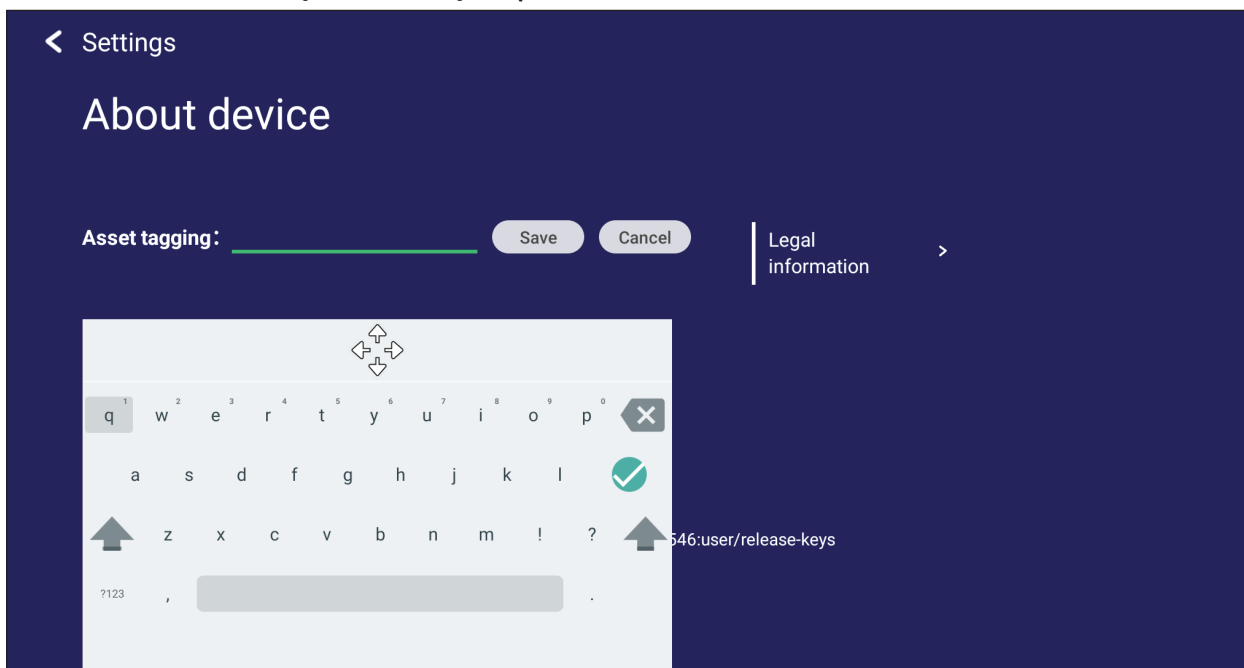 Settings
About device
Asset tagging:
Save
Cancel
Legal
information
q 1 w 2 e 3 r 4 t 5 y 6 u 7 i 8 o 9 p 0
a s d f g h j k l
z x c v b n m ! ?
546:user/release-keys
?123 , .